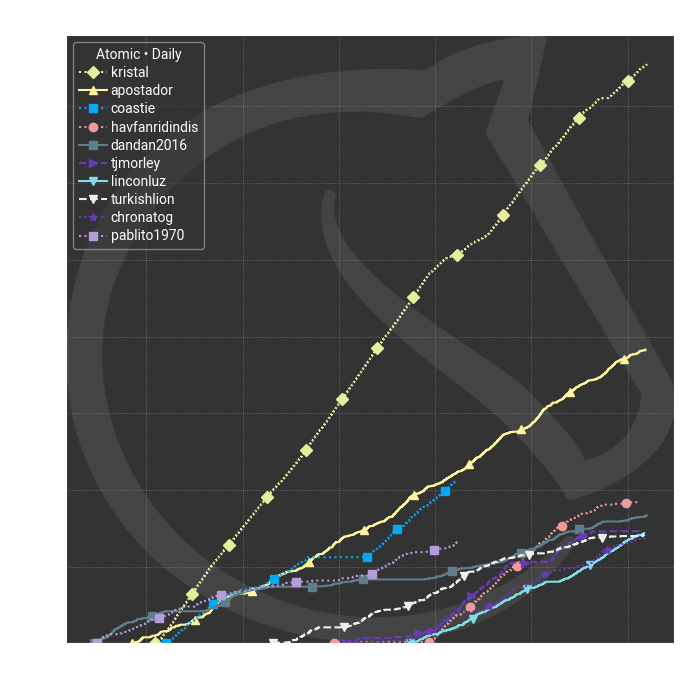 Atomic • Daily
kristal
apostador
coastie
havfanridindis
dandan2016
tjmorley
linconluz
turkishlion
chronatog
pablito1970